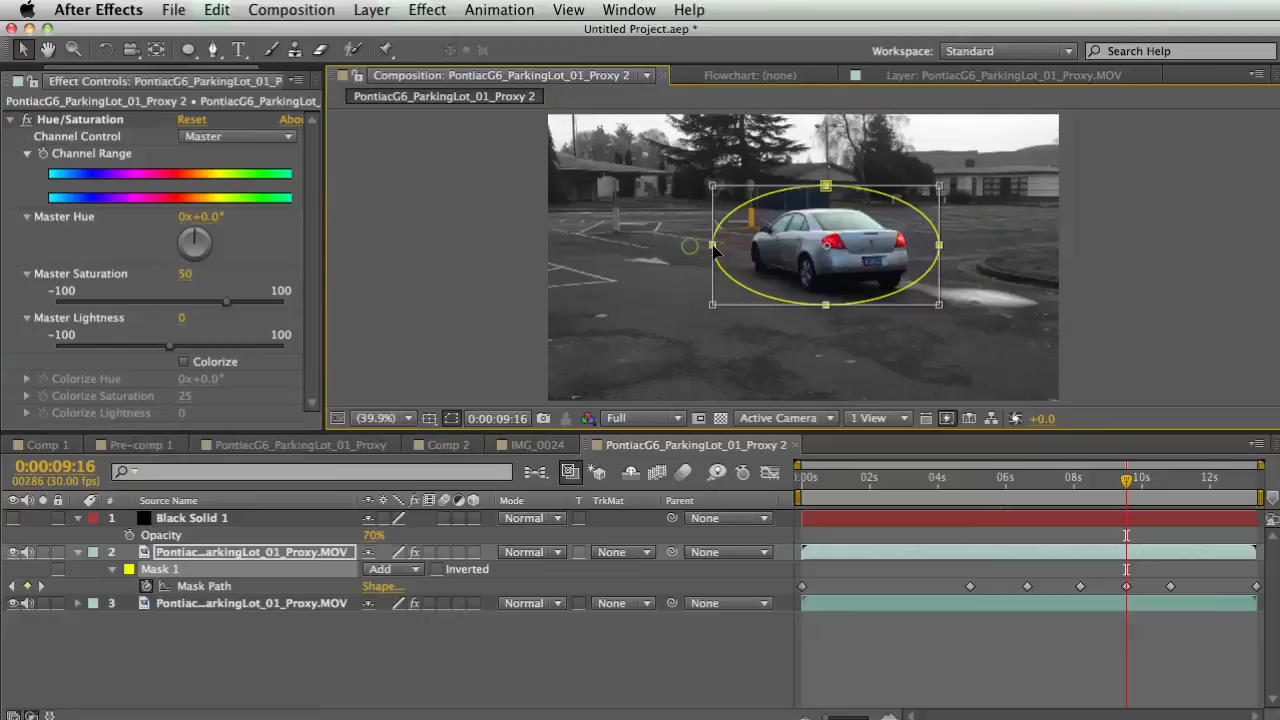 After Effects File Edit Composition Layer Effect Animation View Window Help
Untitled Project.aep *
Workspace: Standard Search Help
Effect Controls: PontiacG6_ParkingLot_01_P
Composition: PontiacG6_ParkingLot_01_Proxy 2
Flowchart: (none)
Layer: PontiacG6_ParkingLot_01_Proxy.MOV
PontiacG6_ParkingLot_01_Proxy 2 • PontiacG6_ParkingLot_
PontiacG6_ParkingLot_01_Proxy 2
fx Hue/Saturation Reset Abou
Channel Control Master
Channel Range
Master Hue 0x+0.0°
Master Saturation 50
-100 100
Master Lightness 0
-100 100
Colorize
Colorize Hue 0x+0.0°
Colorize Saturation 25
Colorize Lightness 0
(39.9%) 0:00:09:16 Full Active Camera 1 View +0.0
Comp 1 Pre-comp 1 PontiacG6_ParkingLot_01_Proxy Comp 2 IMG_0024 PontiacG6_ParkingLot_01_Proxy 2
0:00:09:16
00286 (30.00 fps)
:00s 02s 04s 06s 08s 10s 12s
# Source Name fx Mode T TrkMat Parent
1 Black Solid 1 Normal None
Opacity 70%
2 Pontiac...arkingLot_01_Proxy.MOV fx Normal None None
Mask 1 Add Inverted
Mask Path Shape...
3 Pontiac...arkingLot_01_Proxy.MOV fx Normal None None